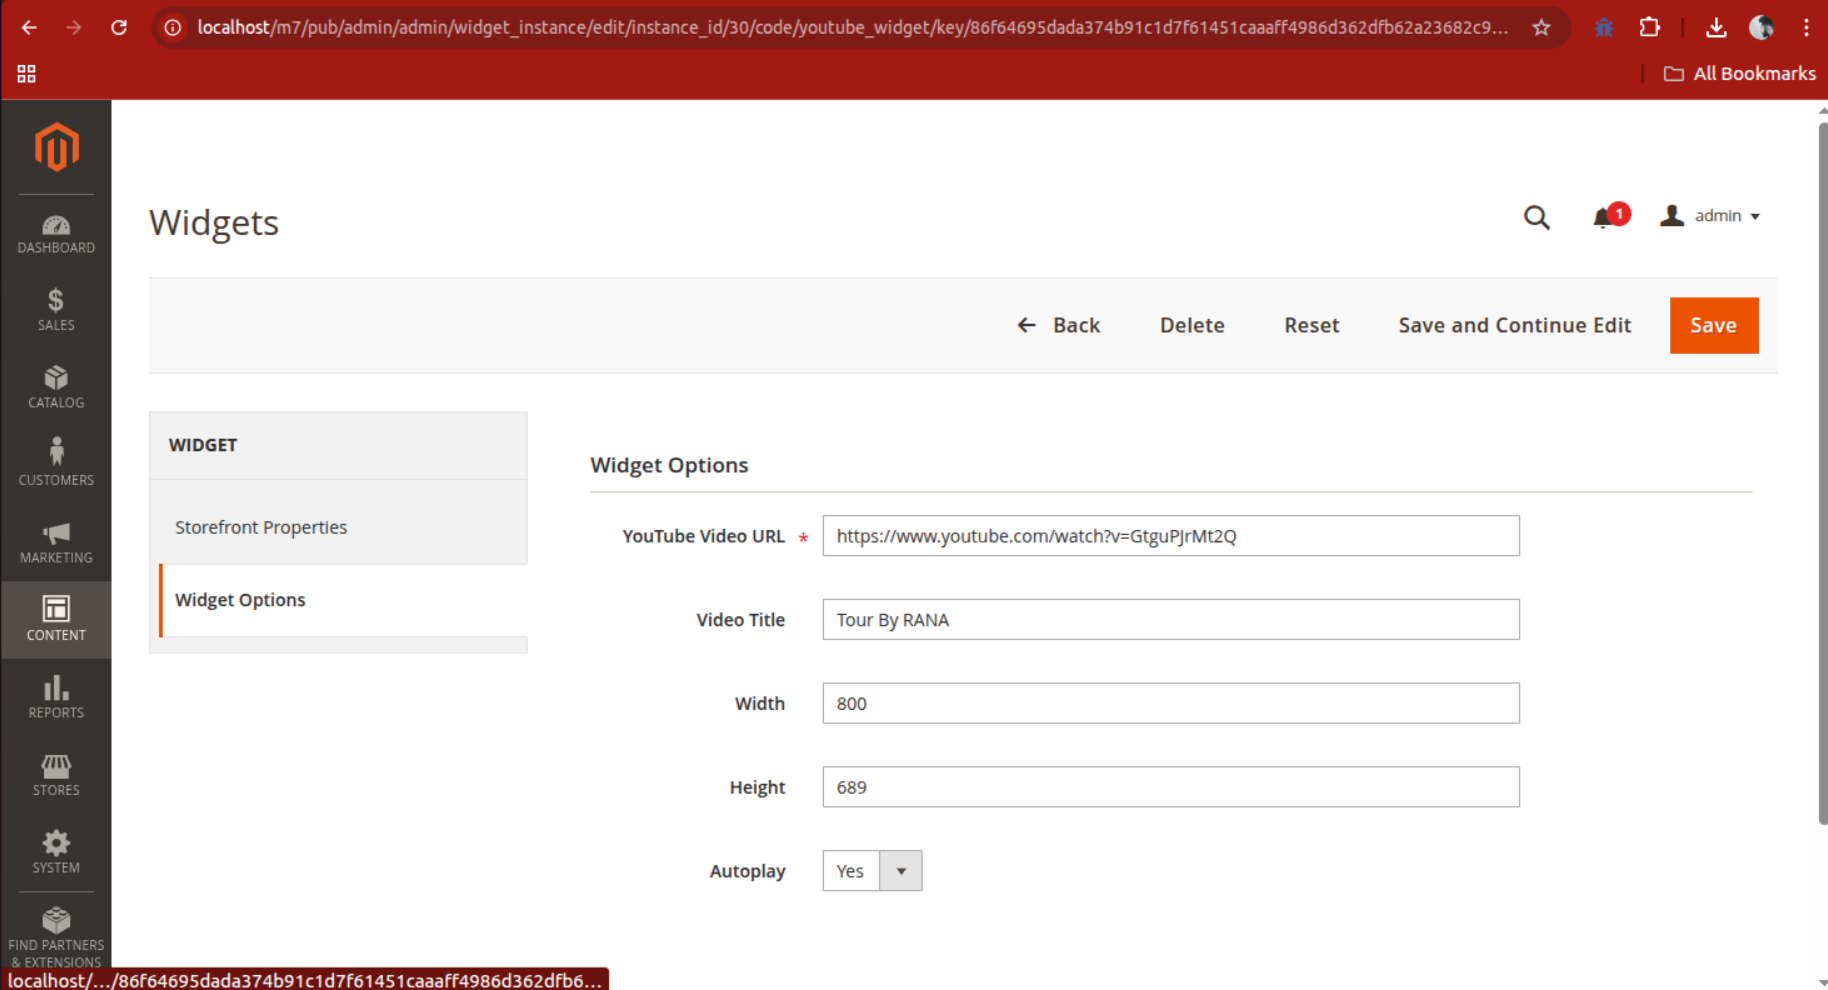 localhost/m7/pub/admin/admin/widget_instance/edit/instance_id/30/code/youtube_widget/key/86f64695dada374b91c1d7f61451caaaff4986d362dfb62a23682c9...
All Bookmarks
DASHBOARD
SALES
CATALOG
CUSTOMERS
MARKETING
CONTENT
REPORTS
STORES
SYSTEM
FIND PARTNERS
& EXTENSIONS
Widgets
1
admin
Back
Delete
Reset
Save and Continue Edit
Save
WIDGET
Storefront Properties
Widget Options
Widget Options
YouTube Video URL *
https://www.youtube.com/watch?v=GtguPJrMt2Q
Video Title
Tour By RANA
Width
800
Height
689
Autoplay
Yes
localhost/.../86f64695dada374b91c1d7f61451caaaff4986d362dfb6...